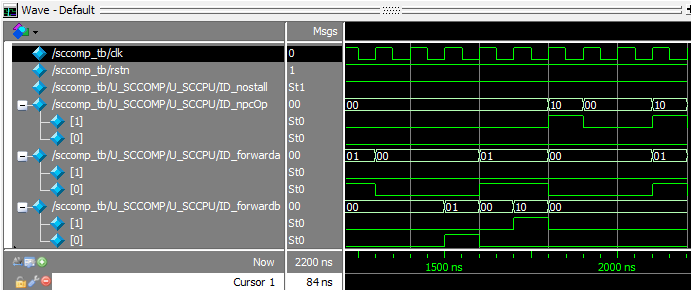 Wave - Default
Msgs
/sccomp_tb/clk 0
/sccomp_tb/rstn 1
/sccomp_tb/U_SCCOMP/U_SCCPU/ID_nostall St1
/sccomp_tb/U_SCCOMP/U_SCCPU/ID_npcOp 00 00 10 00 10
[1] St0
[0] St0
/sccomp_tb/U_SCCOMP/U_SCCPU/ID_forwarda 00 01 00 01 00 01
[1] St0
[0] St0
/sccomp_tb/U_SCCOMP/U_SCCPU/ID_forwardb 00 00 01 00 10 00
[1] St0
[0] St0
Now 2200 ns 1500 ns 2000 ns
Cursor 1 84 ns